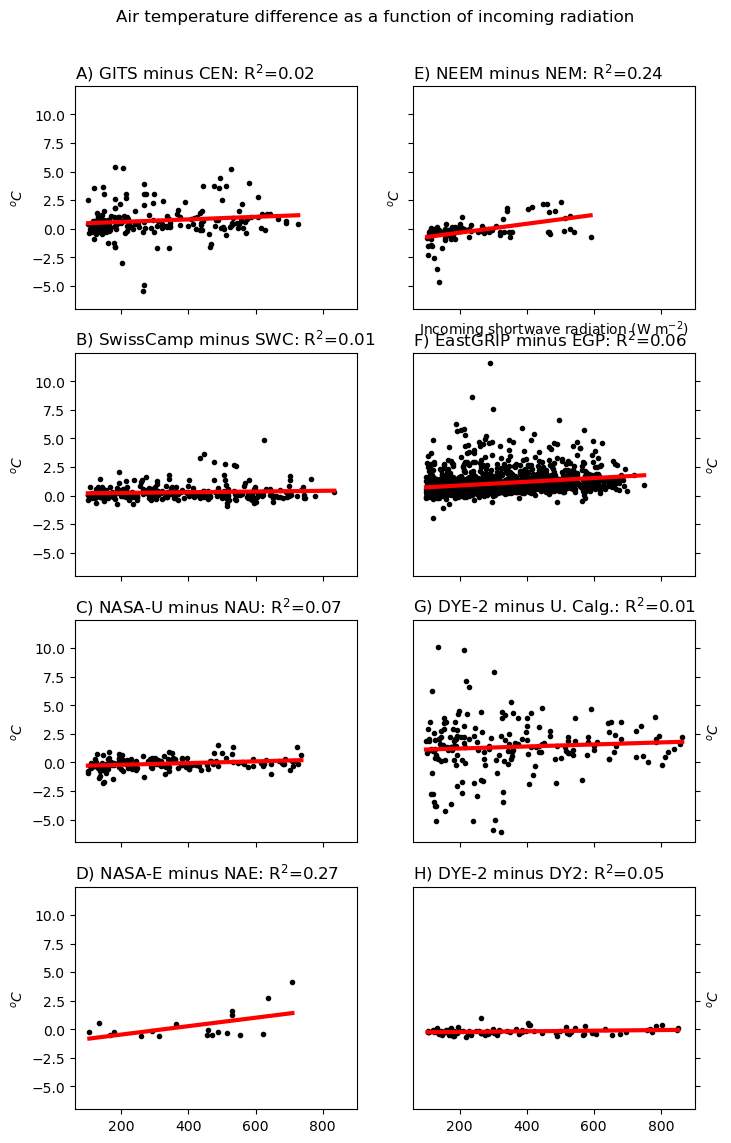 Air temperature difference as a function of incoming radiation
A) GITS minus CEN: R²=0.02
10.0
7.5
5.0
2.5
0.0
−2.5
−5.0
°C
E) NEEM minus NEM: R²=0.24
°C
Incoming shortwave radiation (W m⁻²)
B) SwissCamp minus SWC: R²=0.01
10.0
7.5
5.0
2.5
0.0
−2.5
−5.0
°C
F) EastGRIP minus EGP: R²=0.06
°C
C) NASA-U minus NAU: R²=0.07
10.0
7.5
5.0
2.5
0.0
−2.5
−5.0
°C
G) DYE-2 minus U. Calg.: R²=0.01
°C
D) NASA-E minus NAE: R²=0.27
10.0
7.5
5.0
2.5
0.0
−2.5
−5.0
°C
200 400 600 800
H) DYE-2 minus DY2: R²=0.05
°C
200 400 600 800